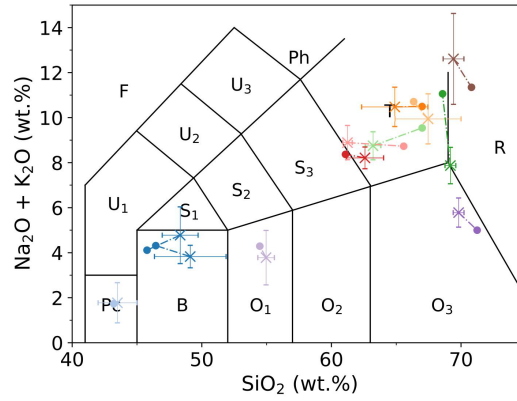 14
12
10
8
6
4
2
0
Na₂O + K₂O (wt.%)
F
Ph
U₃
U₂
T
R
S₃
S₂
U₁
S₁
Pc
B
O₁
O₂
O₃
40
50
60
70
SiO₂ (wt.%)